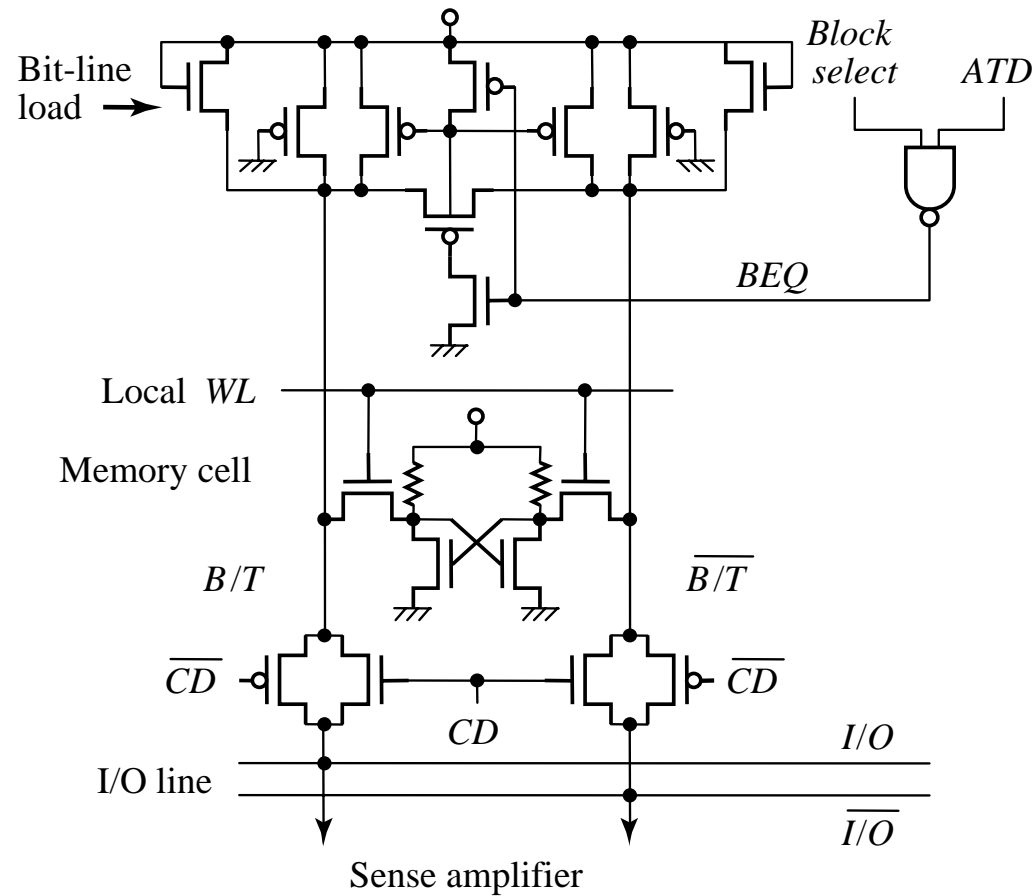 Block
select
ATD
Bit-line
load
BEQ
Local WL
Memory cell
B/T
B/T
CD
CD
CD
I/O
I/O line
I/O
Sense amplifier